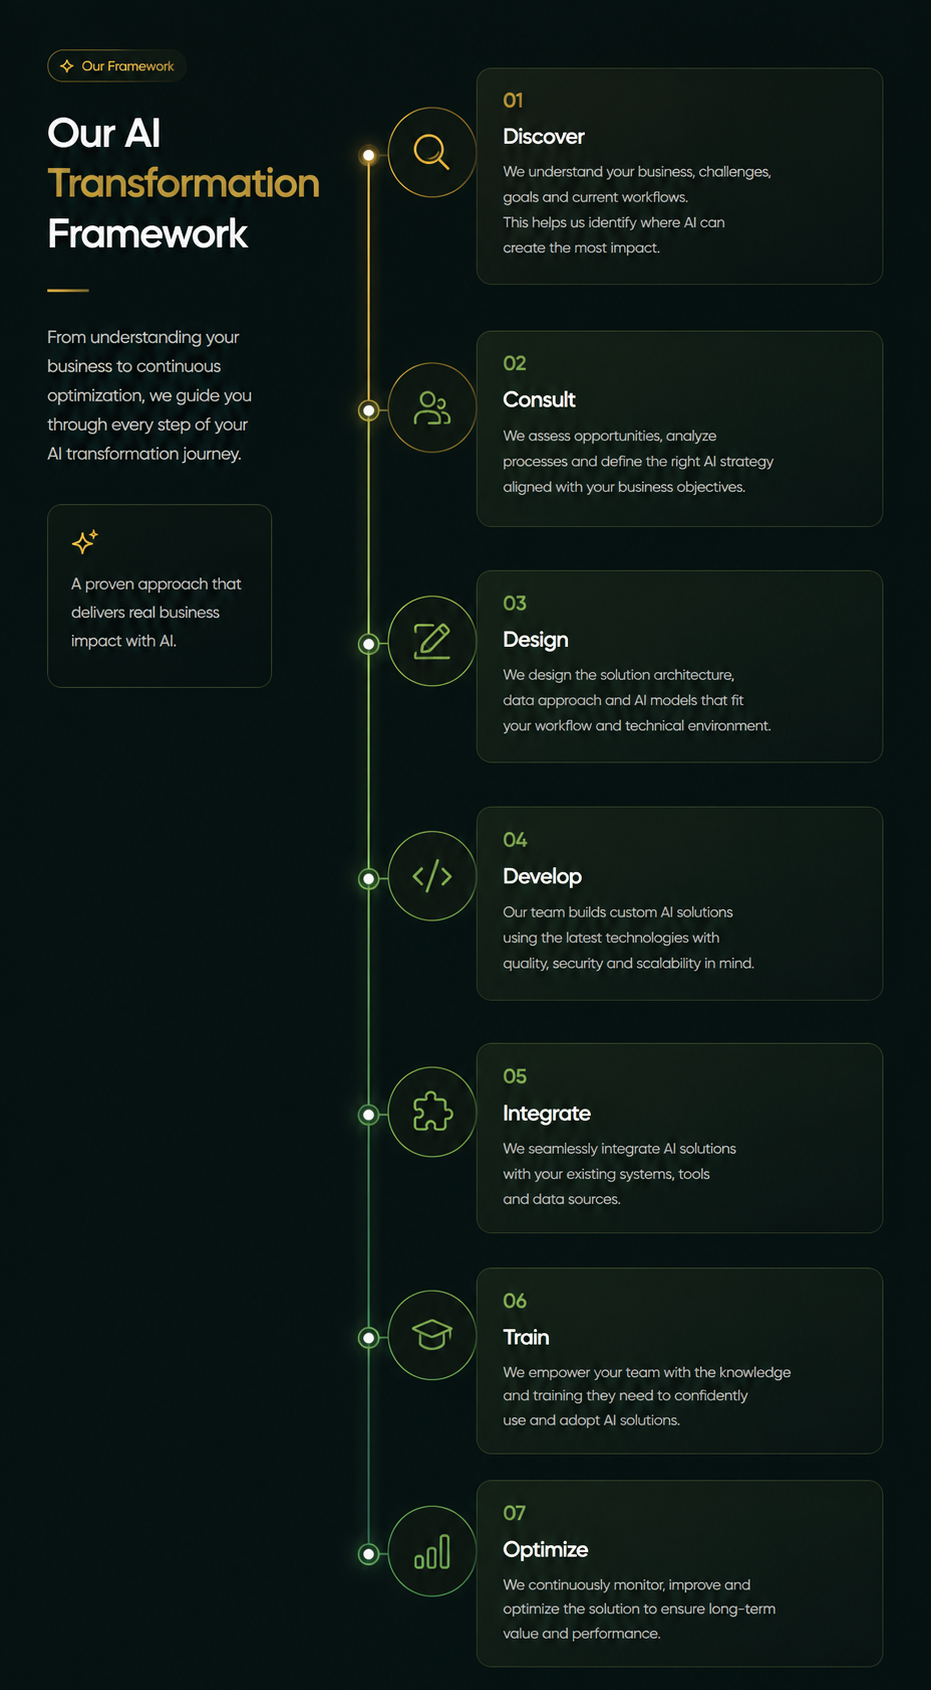 Our Framework
Our AI
Transformation
Framework
From understanding your
business to continuous
optimization, we guide you
through every step of your
AI transformation journey.
A proven approach that
delivers real business
impact with AI.
01
Discover
We understand your business, challenges,
goals and current workflows.
This helps us identify where AI can
create the most impact.
02
Consult
We assess opportunities, analyze
processes and define the right AI strategy
aligned with your business objectives.
03
Design
We design the solution architecture,
data approach and AI models that fit
your workflow and technical environment.
04
Develop
Our team builds custom AI solutions
using the latest technologies with
quality, security and scalability in mind.
05
Integrate
We seamlessly integrate AI solutions
with your existing systems, tools
and data sources.
06
Train
We empower your team with the knowledge
and training they need to confidently
use and adopt AI solutions.
07
Optimize
We continuously monitor, improve and
optimize the solution to ensure long-term
value and performance.